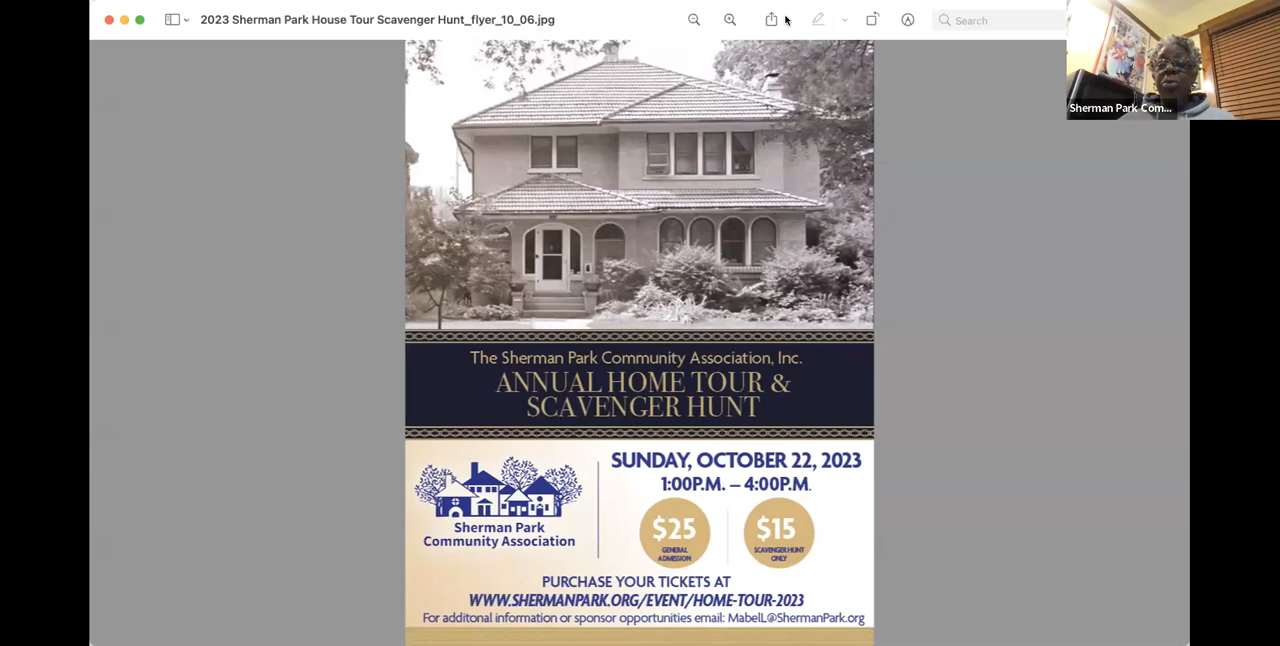 2023 Sherman Park House Tour Scavenger Hunt_flyer_10_06.jpg
Search
Sherman Park Com...
The Sherman Park Community Association, Inc.
ANNUAL HOME TOUR &
SCAVENGER HUNT
Sherman Park
Community Association
SUNDAY, OCTOBER 22, 2023
1:00P.M. – 4:00P.M.
$25
GENERAL
ADMISSION
$15
SCAVENGER HUNT
ONLY
PURCHASE YOUR TICKETS AT
WWW.SHERMANPARK.ORG/EVENT/HOME-TOUR-2023
For additonal information or sponsor opportunities email: MabelL@ShermanPark.org